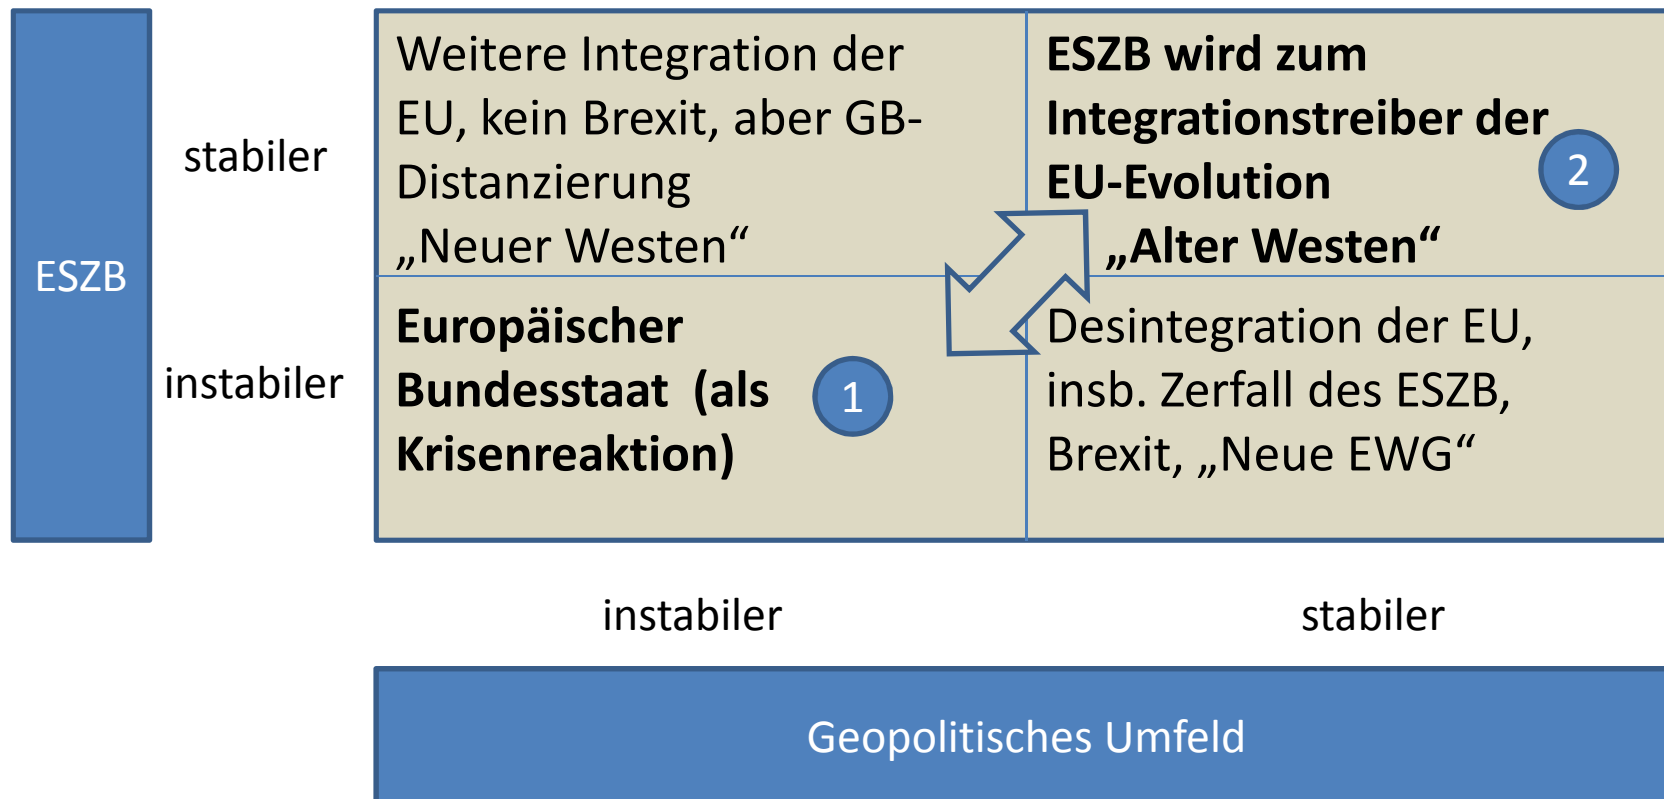 Weitere Integration der
EU, kein Brexit, aber GB-
Distanzierung
„Neuer Westen“
ESZB wird zum
Integrationstreiber der
EU-Evolution
„Alter Westen“
2
stabiler
ESZB
instabiler
Europäischer
Bundesstaat (als
Krisenreaktion)
1
Desintegration der EU,
insb. Zerfall des ESZB,
Brexit, „Neue EWG“
instabiler
stabiler
Geopolitisches Umfeld